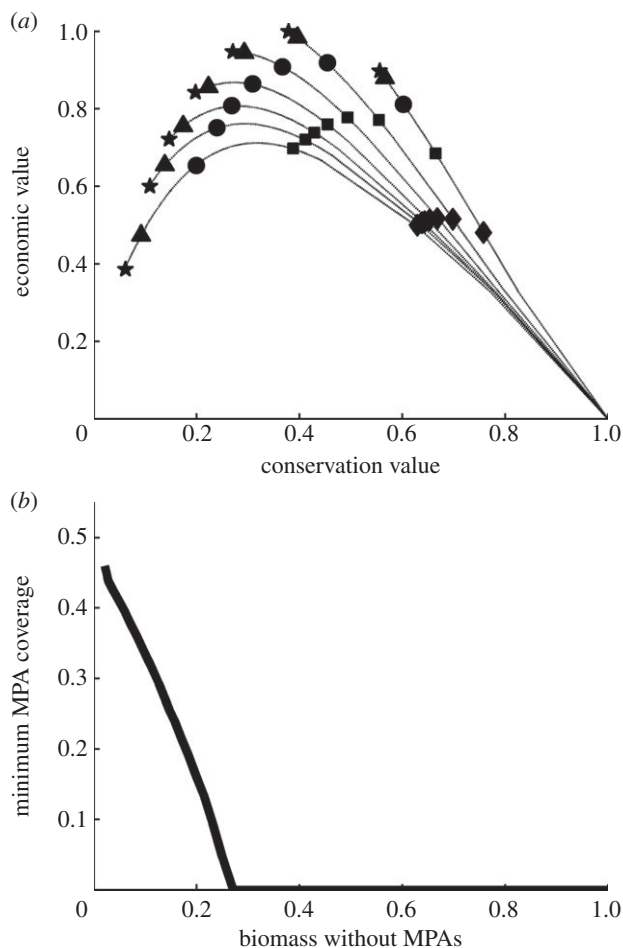 (a)
1.0
0.8
0.6
0.4
0.2
0
0.2 0.4 0.6 0.8 1.0
economic value
conservation value
(b)
0.5
0.4
0.3
0.2
0.1
0
0.2 0.4 0.6 0.8 1.0
minimum MPA coverage
biomass without MPAs